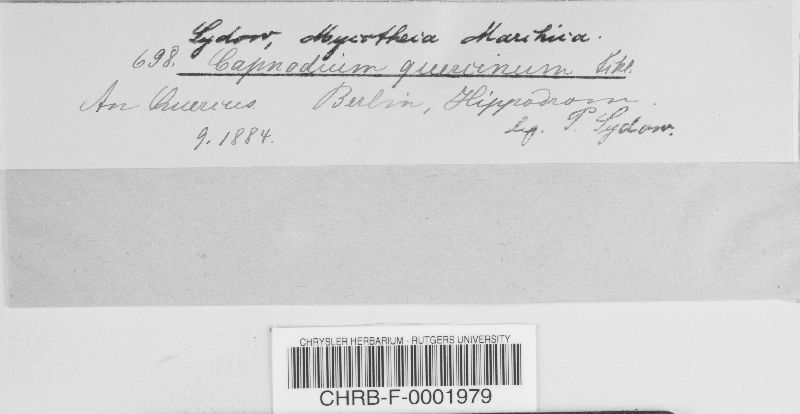 Sydow, Mycotheca Marchica.
698. Capnodium quercinum
An Quercus. Berlin, Hippodrom.
9. 1884. lg. P. Sydow.
CHRYSLER HERBARIUM - RUTGERS UNIVERSITY
CHRB-F-0001979